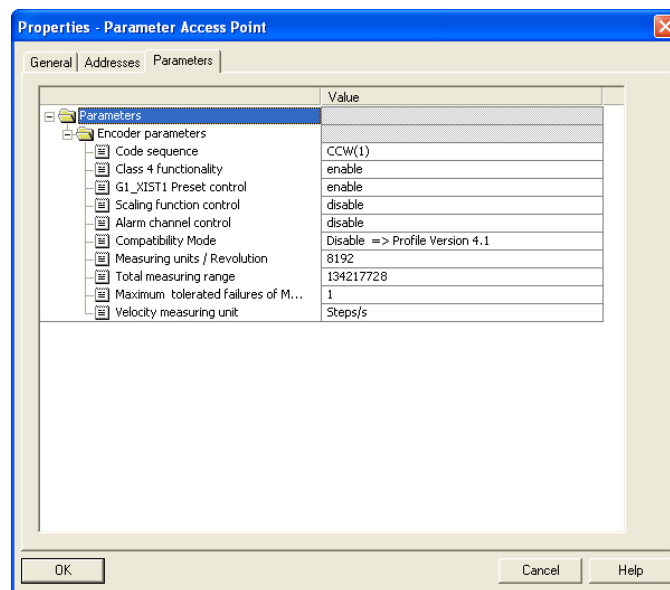 Properties - Parameter Access Point
General Addresses Parameters
Value
Parameters
Encoder parameters
Code sequence CCW(1)
Class 4 functionality enable
G1_XIST1 Preset control enable
Scaling function control disable
Alarm channel control disable
Compatibility Mode Disable => Profile Version 4.1
Measuring units / Revolution 8192
Total measuring range 134217728
Maximum tolerated failures of M... 1
Velocity measuring unit Steps/s
OK Cancel Help